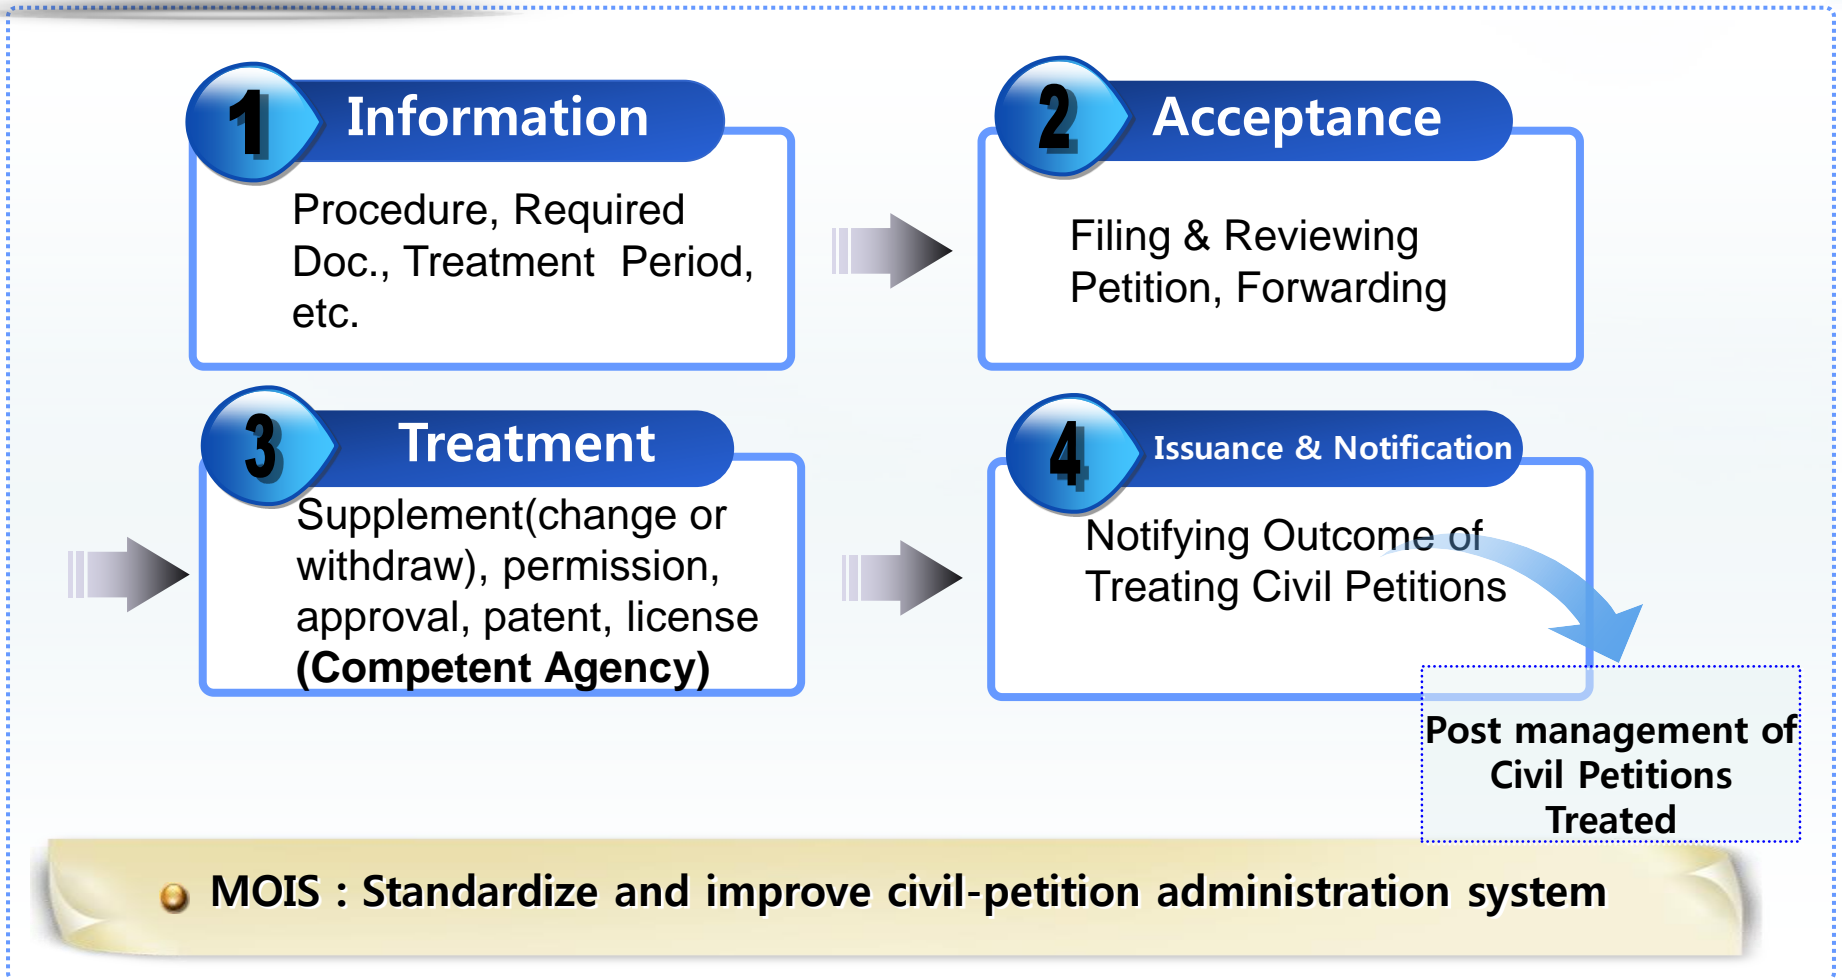 1 Information
Procedure, Required
Doc., Treatment Period,
etc.
2 Acceptance
Filing & Reviewing
Petition, Forwarding
3 Treatment
Supplement(change or
withdraw), permission,
approval, patent, license
(Competent Agency)
4 Issuance & Notification
Notifying Outcome of
Treating Civil Petitions
Post management of
Civil Petitions
Treated
MOIS : Standardize and improve civil-petition administration system